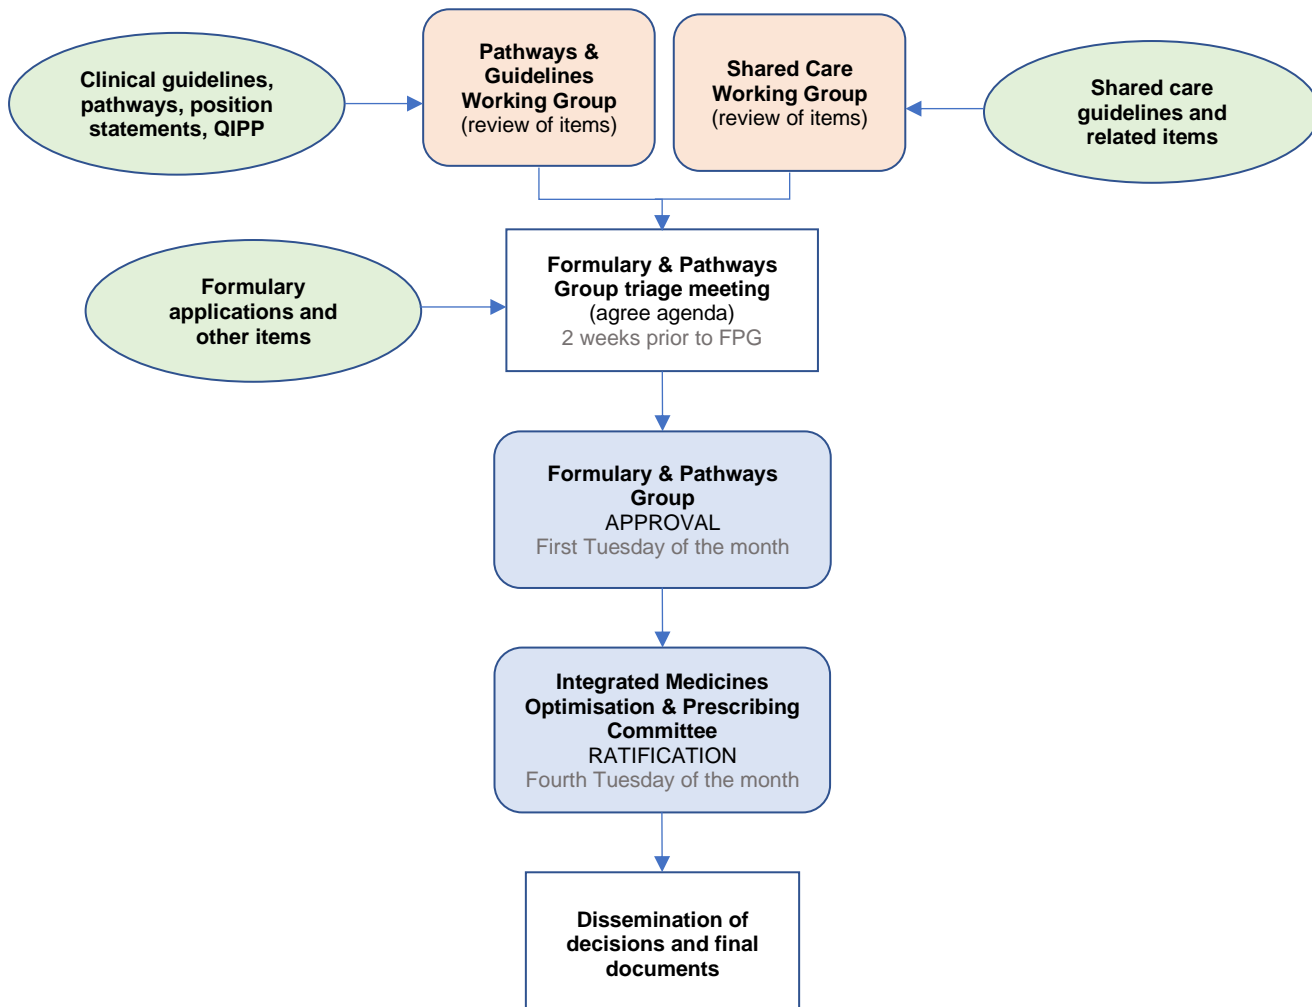 Clinical guidelines,
pathways, position
statements, QIPP
Pathways &
Guidelines
Working Group
(review of items)
Shared Care
Working Group
(review of items)
Shared care
guidelines and
related items
Formulary
applications and
other items
Formulary & Pathways
Group triage meeting
(agree agenda)
2 weeks prior to FPG
Formulary & Pathways
Group
APPROVAL
First Tuesday of the month
Integrated Medicines
Optimisation & Prescribing
Committee
RATIFICATION
Fourth Tuesday of the month
Dissemination of
decisions and final
documents